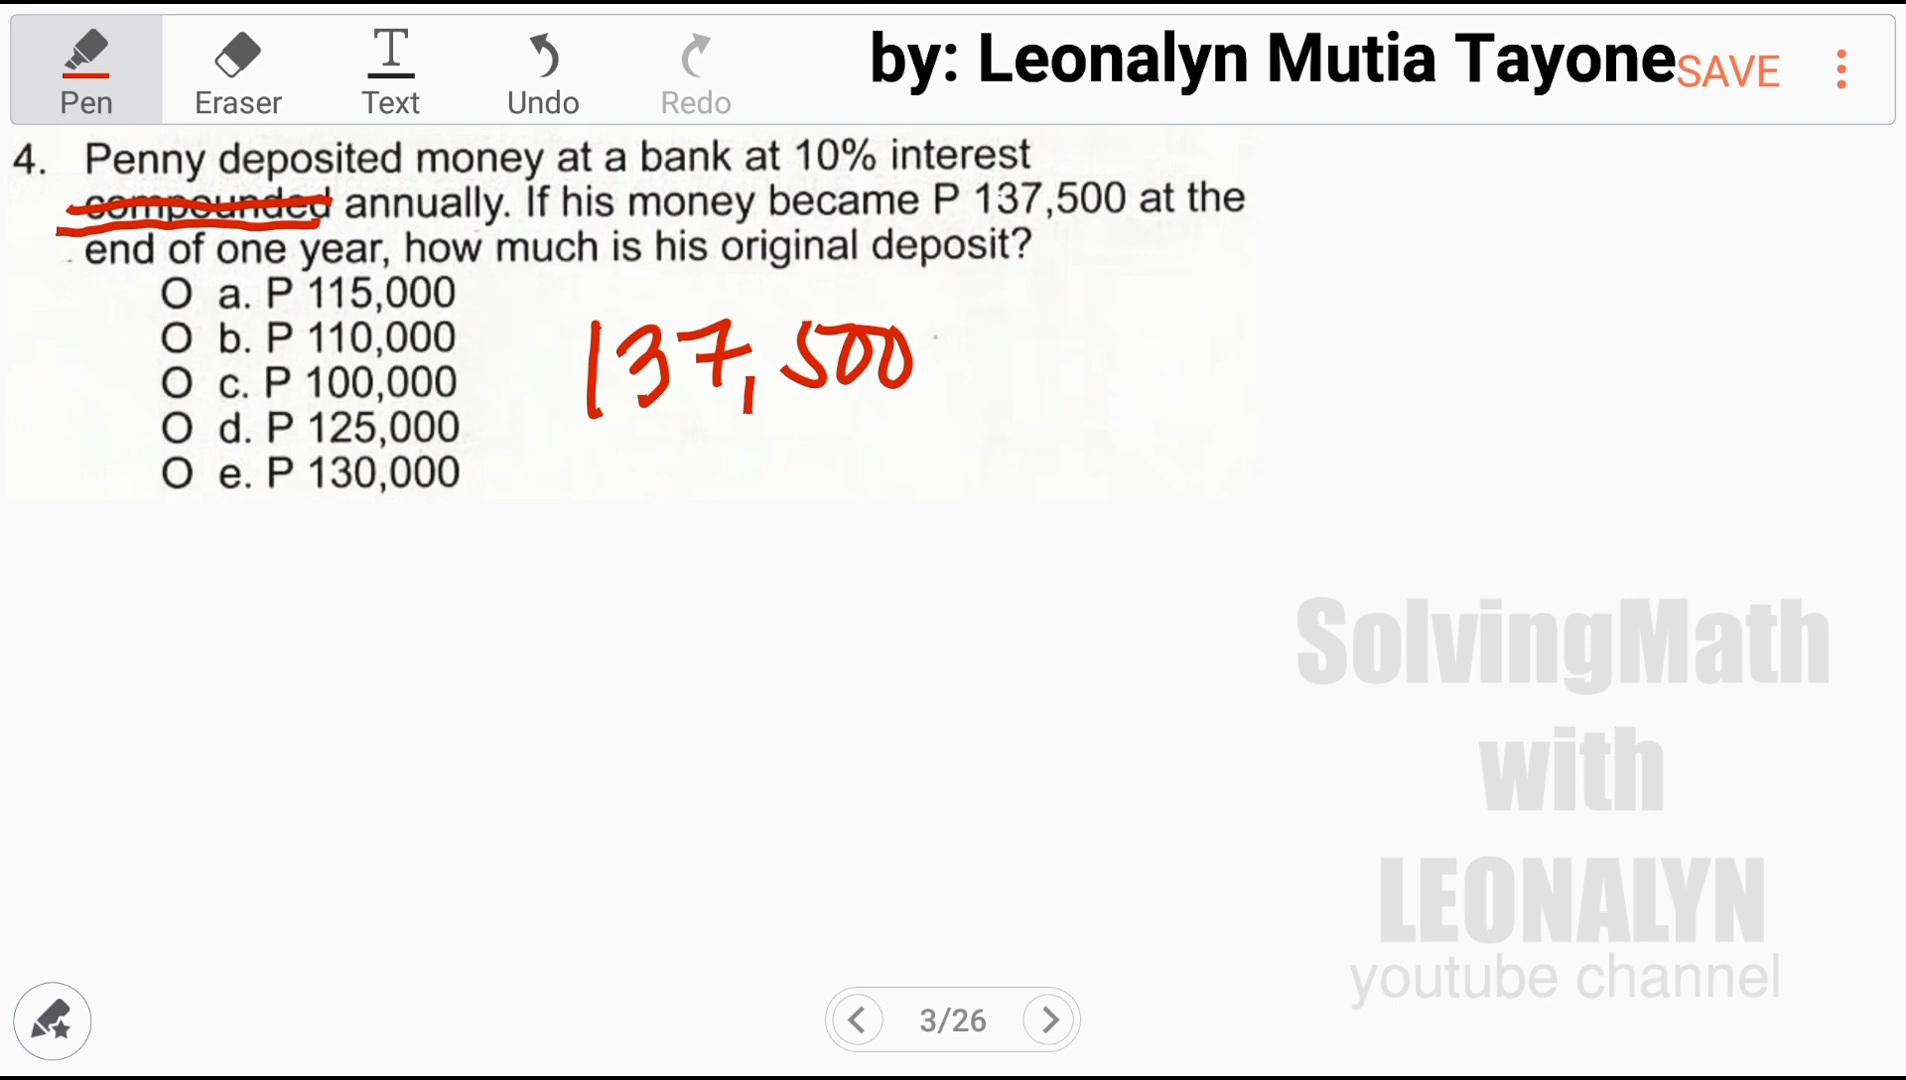 Pen
Eraser
Text
Undo
Redo
by: Leonalyn Mutia Tayone
SAVE
4. Penny deposited money at a bank at 10% interest
compounded annually. If his money became P 137,500 at the
end of one year, how much is his original deposit?
O a. P 115,000
O b. P 110,000
O c. P 100,000
O d. P 125,000
O e. P 130,000
137,500
SolvingMath
with
LEONALYN
youtube channel
3/26